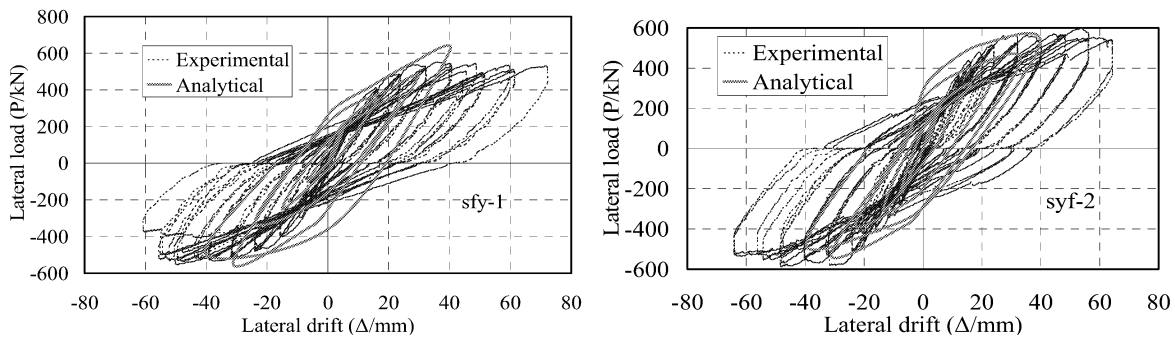 800
600
400
200
0
-200
-400
-600
-80 -60 -40 -20 0 20 40 60 80
Lateral load (P/kN)
Lateral drift (Δ/mm)
Experimental
Analytical
sfy-1
600
400
200
0
-200
-400
-600
-80 -60 -40 -20 0 20 40 60 80
Lateral load (P/kN)
Lateral drift (Δ/mm)
Experimental
Analytical
syf-2